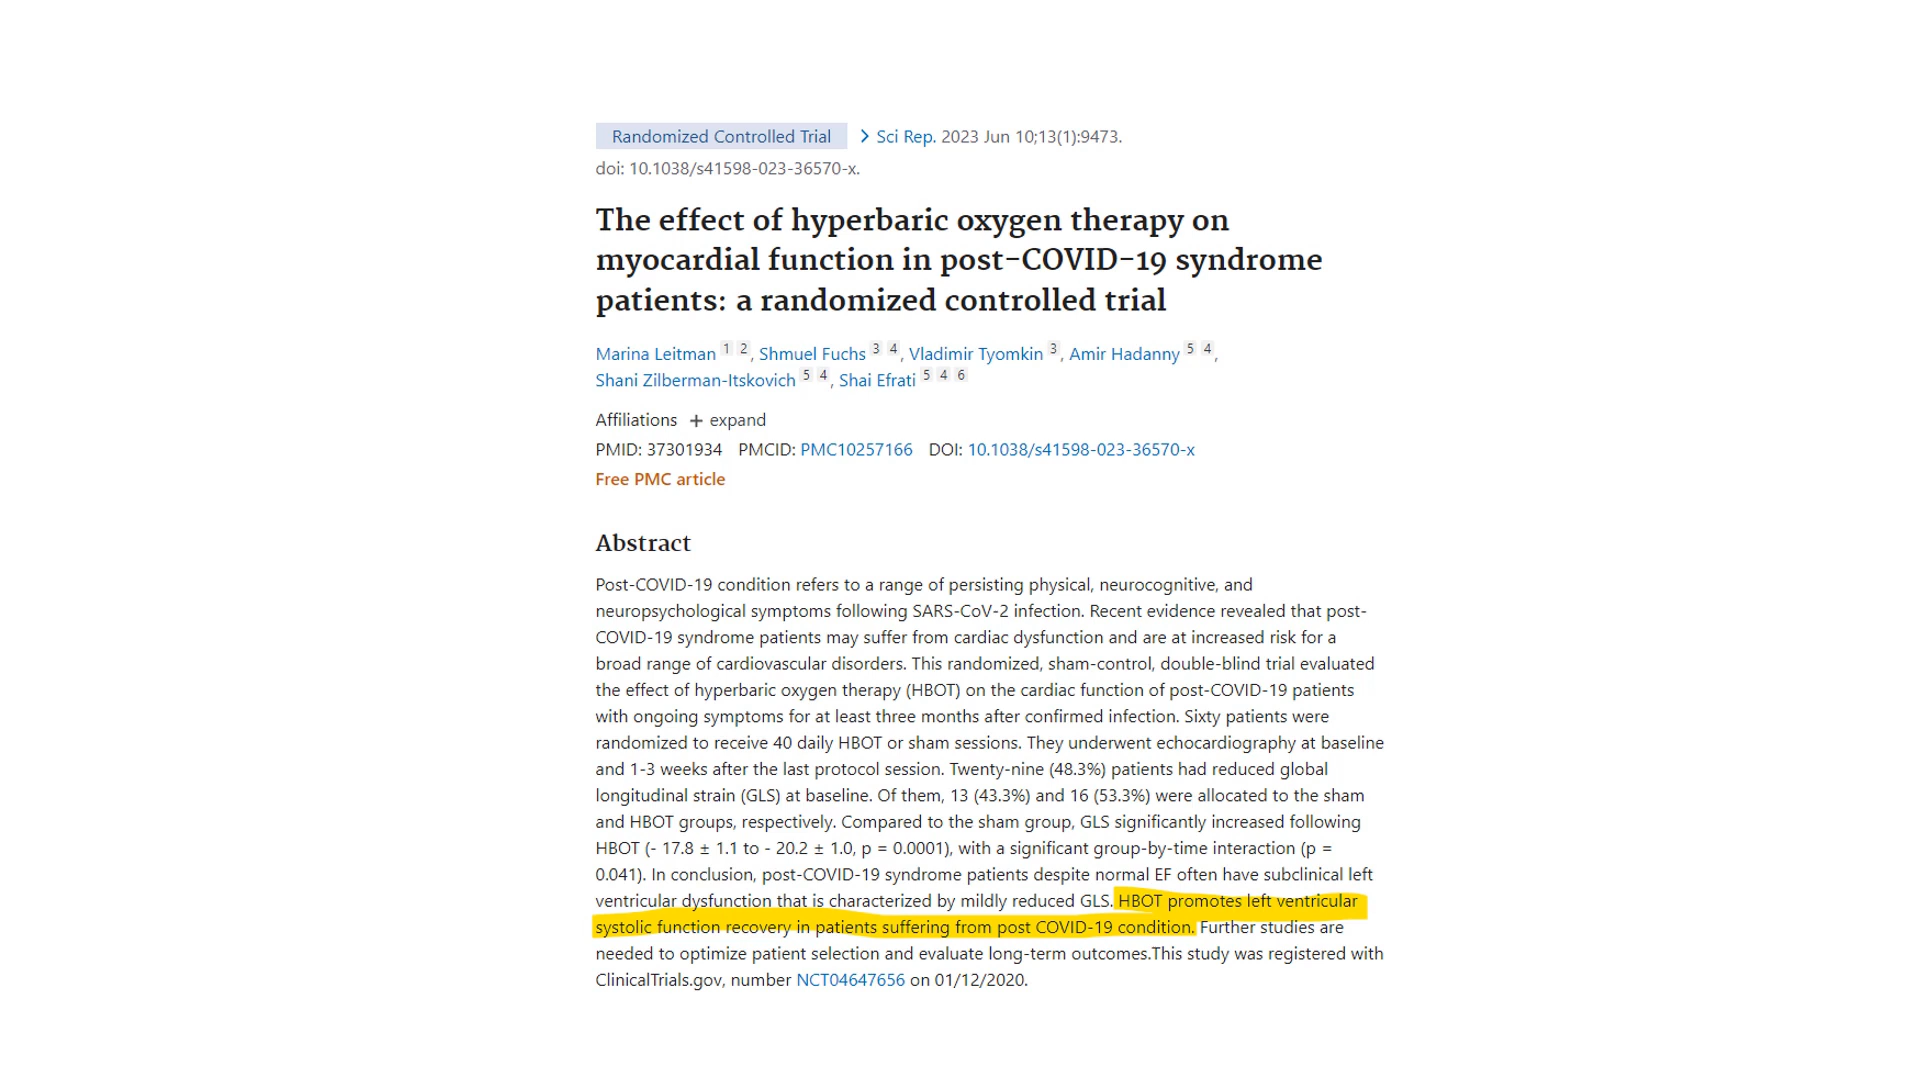 Randomized Controlled Trial > Sci Rep. 2023 Jun 10;13(1):9473.
doi: 10.1038/s41598-023-36570-x.
The effect of hyperbaric oxygen therapy on
myocardial function in post-COVID-19 syndrome
patients: a randomized controlled trial
Marina Leitman 1 2, Shmuel Fuchs 3 4, Vladimir Tyomkin 3, Amir Hadanny 5 4,
Shani Zilberman-Itskovich 5 4, Shai Efrati 5 4 6
Affiliations + expand
PMID: 37301934 PMCID: PMC10257166 DOI: 10.1038/s41598-023-36570-x
Free PMC article
Abstract
Post-COVID-19 condition refers to a range of persisting physical, neurocognitive, and
neuropsychological symptoms following SARS-CoV-2 infection. Recent evidence revealed that post-
COVID-19 syndrome patients may suffer from cardiac dysfunction and are at increased risk for a
broad range of cardiovascular disorders. This randomized, sham-control, double-blind trial evaluated
the effect of hyperbaric oxygen therapy (HBOT) on the cardiac function of post-COVID-19 patients
with ongoing symptoms for at least three months after confirmed infection. Sixty patients were
randomized to receive 40 daily HBOT or sham sessions. They underwent echocardiography at baseline
and 1-3 weeks after the last protocol session. Twenty-nine (48.3%) patients had reduced global
longitudinal strain (GLS) at baseline. Of them, 13 (43.3%) and 16 (53.3%) were allocated to the sham
and HBOT groups, respectively. Compared to the sham group, GLS significantly increased following
HBOT (- 17.8 ± 1.1 to - 20.2 ± 1.0, p = 0.0001), with a significant group-by-time interaction (p =
0.041). In conclusion, post-COVID-19 syndrome patients despite normal EF often have subclinical left
ventricular dysfunction that is characterized by mildly reduced GLS. HBOT promotes left ventricular
systolic function recovery in patients suffering from post COVID-19 condition. Further studies are
needed to optimize patient selection and evaluate long-term outcomes.This study was registered with
ClinicalTrials.gov, number NCT04647656 on 01/12/2020.